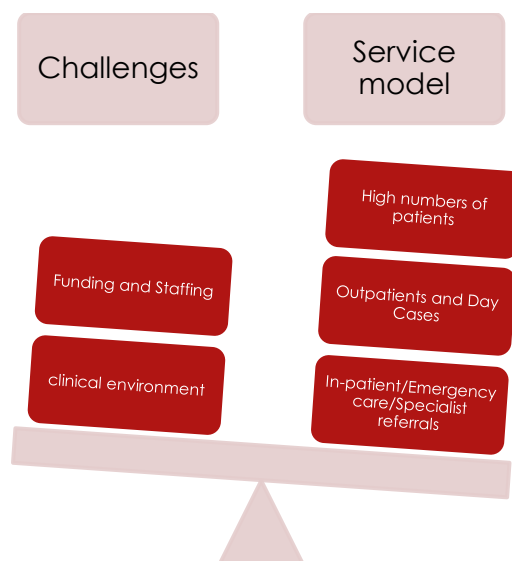 Challenges
Service
model
High numbers of
patients
Funding and Staffing
Outpatients and Day
Cases
clinical environment
In-patient/Emergency
care/Specialist
referrals